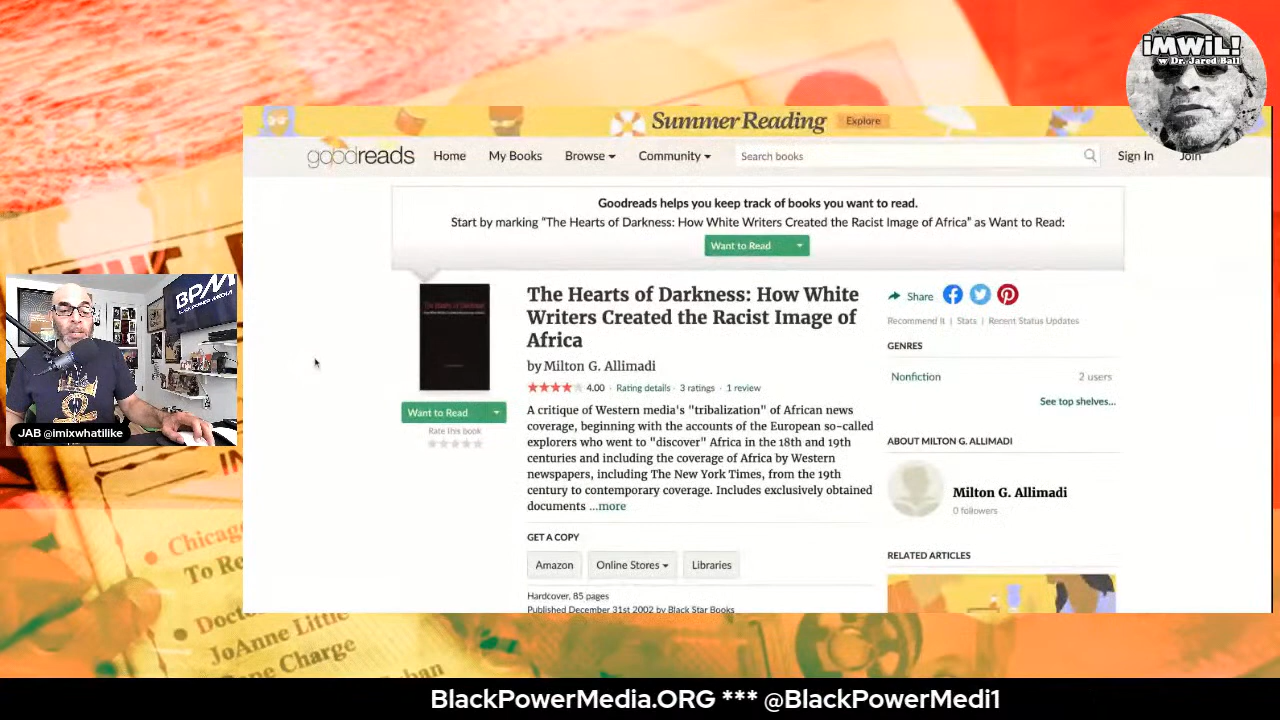 iMWiL!
w Dr. Jared Ball
Summer Reading
Explore
goodreads
Home
My Books
Browse
Community
Search books
Sign In
Join
Goodreads helps you keep track of books you want to read.
Start by marking “The Hearts of Darkness: How White Writers Created the Racist Image of Africa” as Want to Read:
Want to Read
The Hearts of Darkness: How White
Writers Created the Racist Image of
Africa
by Milton G. Allimadi
4.00 · Rating details · 3 ratings · 1 review
Want to Read
Rate this book
A critique of Western media's "tribalization" of African news
coverage, beginning with the accounts of the European so-called
explorers who went to "discover" Africa in the 18th and 19th
centuries and including the coverage of Africa by Western
newspapers, including The New York Times, from the 19th
century to contemporary coverage. Includes exclusively obtained
documents ...more
GET A COPY
Amazon
Online Stores
Libraries
Hardcover, 85 pages
Published December 31st 2002 by Black Star Books
Share
Recommend It | Stats | Recent Status Updates
GENRES
Nonfiction
2 users
See top shelves...
ABOUT MILTON G. ALLIMADI
Milton G. Allimadi
0 followers
RELATED ARTICLES
BPM
JAB @imixwhatilike
Chicag
To Re
Doct
JoAnne Little
Charge
BlackPowerMedia.ORG *** @BlackPowerMedi1